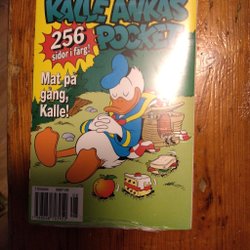 KALLE ANKAS
POCKET
256
sidor i färg!
Mat på
gång,
Kalle!